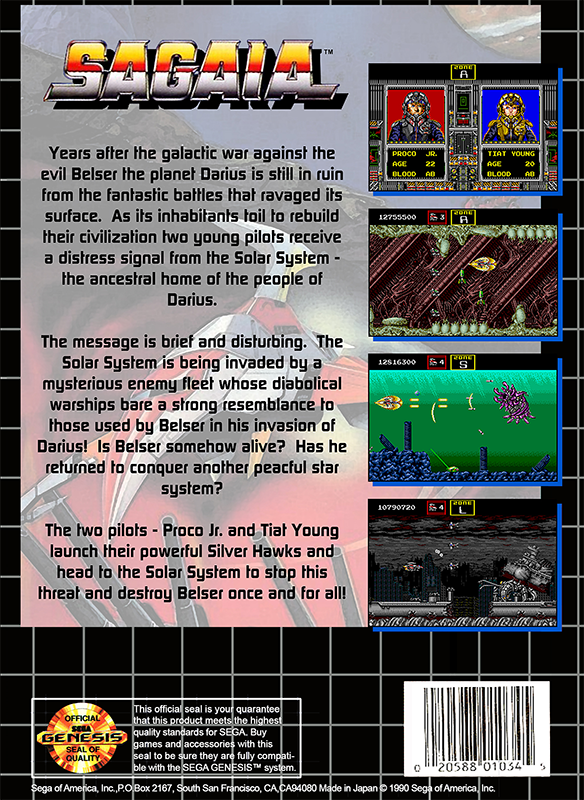 SAGAIA™
Years after the galactic war against the
evil Belser the planet Darius is still in ruin
from the fantastic battles that ravaged its
surface. As its inhabitants toil to rebuild
their civilization two young pilots receive
a distress signal from the Solar System -
the ancestral home of the people of
Darius.
The message is brief and disturbing. The
Solar System is being invaded by a
mysterious enemy fleet whose diabolical
warships bare a strong resemblance to
those used by Belser in his invasion of
Darius! Is Belser somehow alive? Has he
returned to conquer another peacful star
system?
The two pilots - Proco Jr. and Tiat Young
launch their powerful Silver Hawks and
head to the Solar System to stop this
threat and destroy Belser once and for all!
ZONE
A
PROCO JR.
AGE 22
BLOOD AB
TIAT YOUNG
AGE 20
BLOOD AB
12755500 3 ZONE
A
12816300 4 ZONE
S
10790720 4 ZONE
L
OFFICIAL
SEGA
GENESIS
SEAL OF
QUALITY
This official seal is your quarantee
that this product meets the highest
quality standards for SEGA. Buy
games and accessories with this
seal to be sure they are fully compati-
ble with the SEGA GENESIS™ system.
0 20588 01034 5
Sega of America, Inc.,P.O Box 2167, South San Francisco, CA,CA94080 Made in Japan © 1990 Sega of America, Inc.